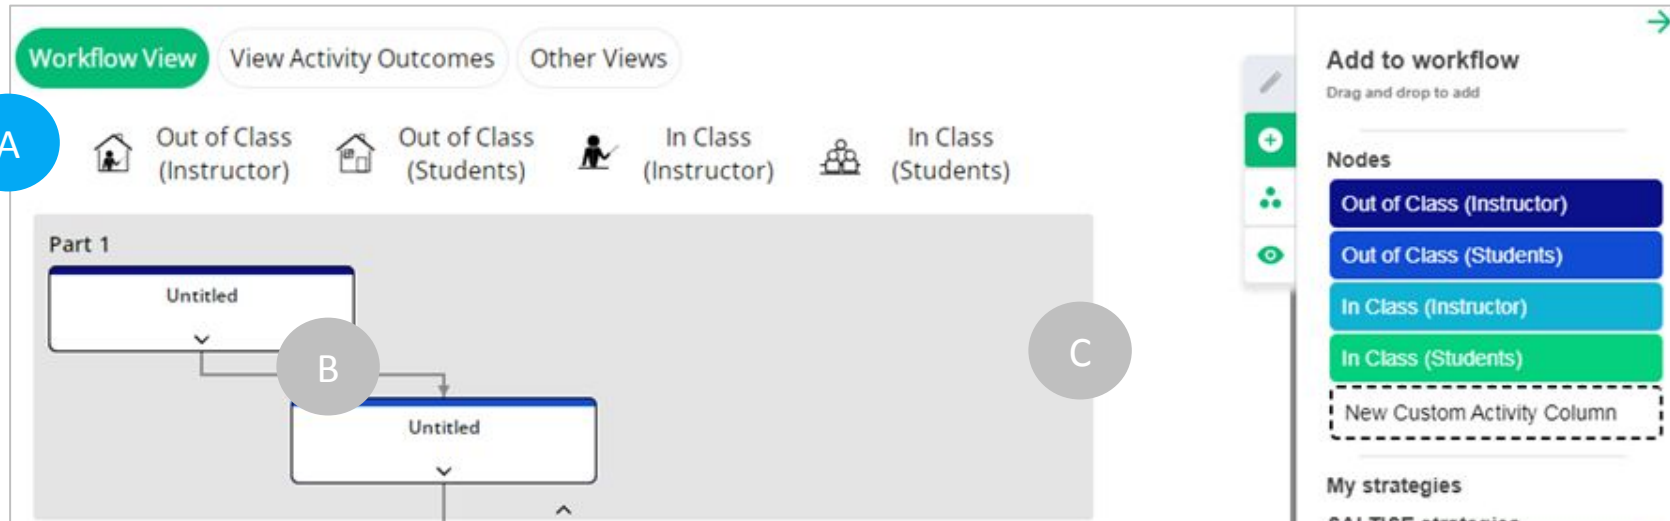 Workflow View View Activity Outcomes Other Views
A
Out of Class
(Instructor)
Out of Class
(Students)
In Class
(Instructor)
In Class
(Students)
Part 1
Untitled
B
C
Untitled
Add to workflow
Drag and drop to add
Nodes
Out of Class (Instructor)
Out of Class (Students)
In Class (Instructor)
In Class (Students)
New Custom Activity Column
My strategies
SALTISE strategies